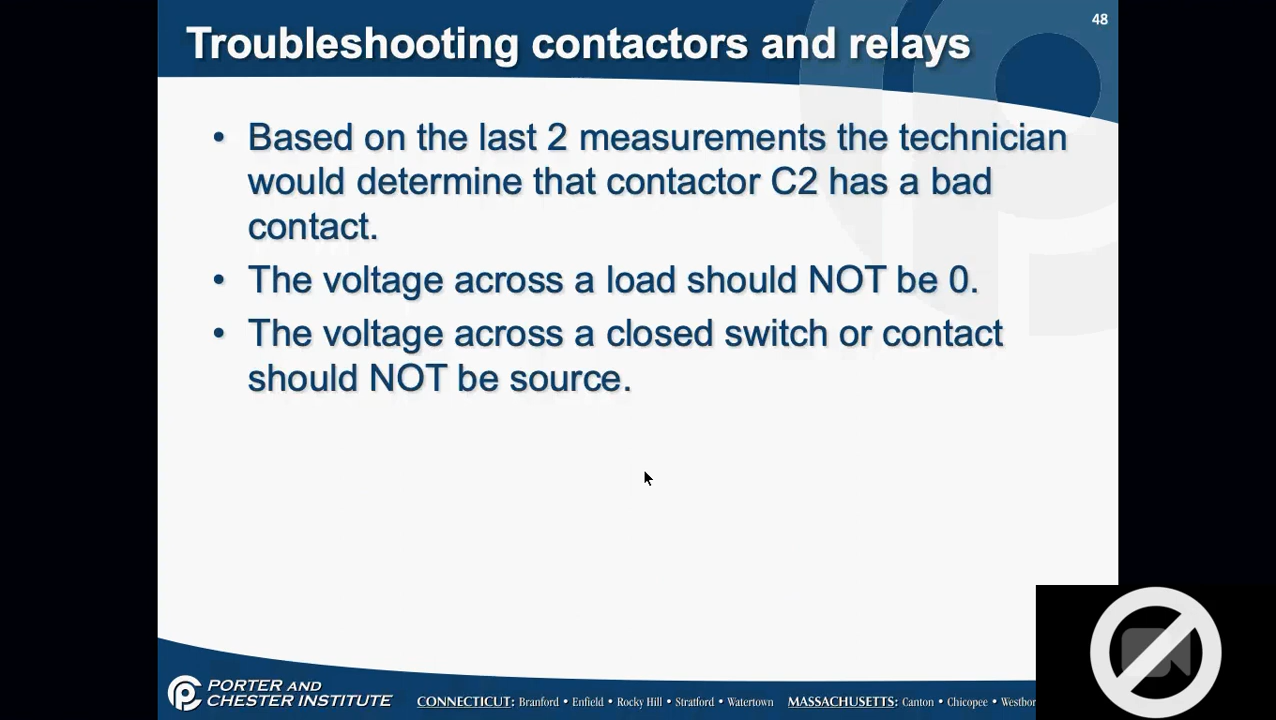 48
Troubleshooting contactors and relays
• Based on the last 2 measurements the technician
would determine that contactor C2 has a bad
contact.
• The voltage across a load should NOT be 0.
• The voltage across a closed switch or contact
should NOT be source.
PORTER AND
CHESTER INSTITUTE
CONNECTICUT: Branford • Enfield • Rocky Hill • Stratford • Watertown MASSACHUSETTS: Canton • Chicopee • Westbor